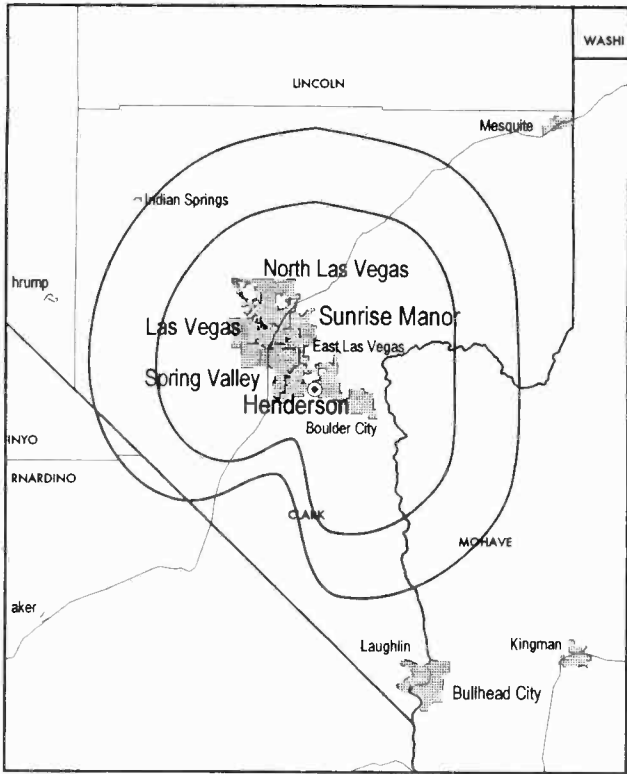 WASHI
LINCOLN
Mesquite
Indian Springs
North Las Vegas
hrump
Sunrise Manor
Las Vegas
East Las Vegas
Spring Valley
Henderson
Boulder City
INYO
RNARDINO
CLARK
MOHAVE
aker
Laughlin
Kingman
Bullhead City